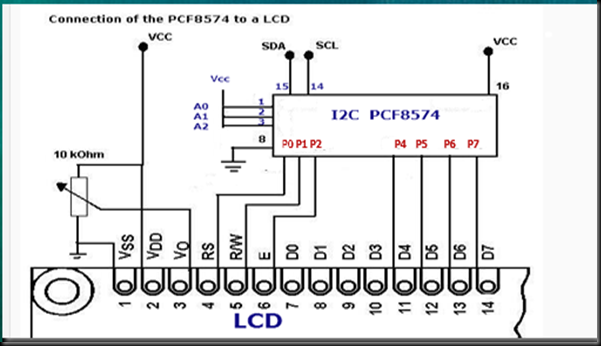 Connection of the PCF8574 to a LCD
VCC
SDA
SCL
VCC
Vcc
15
14
16
A0
A1
A2
1
2
3
I2C PCF8574
8
P0 P1 P2 P4 P5 P6 P7
10 kOhm
VSS
VDD
VO
RS
R/W
E
D0
D1
D2
D3
D4
D5
D6
D7
1 2 3 4 5 6 7 8 9 10 11 12 13 14
LCD